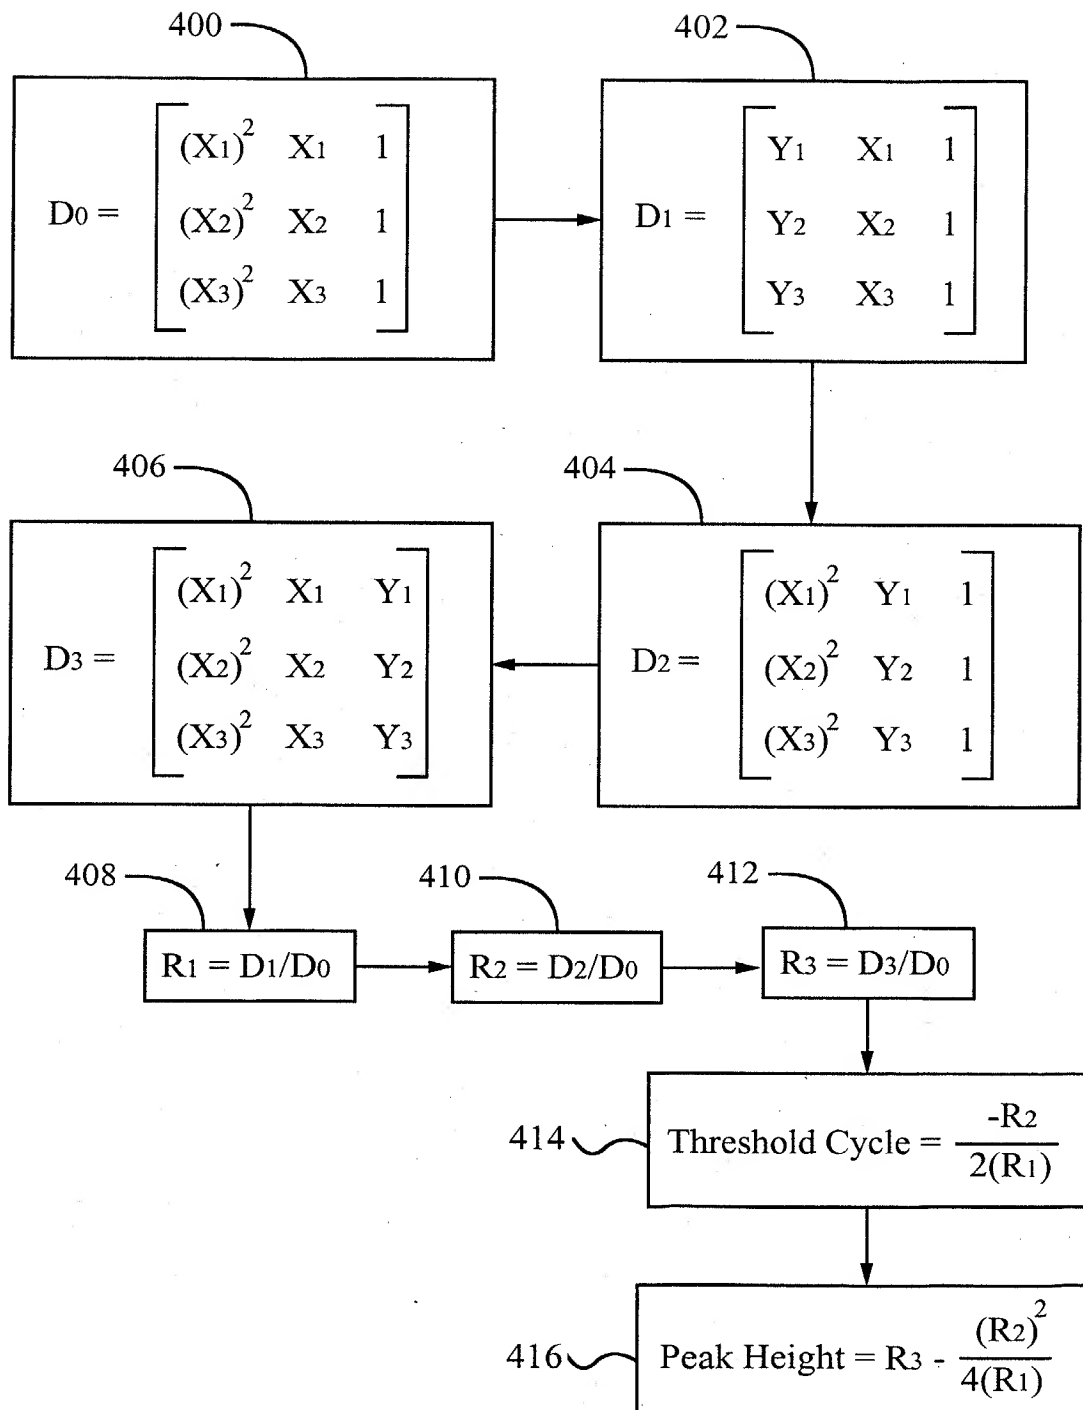 400
402
D0 =
(X1)2 X1 1
(X2)2 X2 1
(X3)2 X3 1
D1 =
Y1 X1 1
Y2 X2 1
Y3 X3 1
406
404
D3 =
(X1)2 X1 Y1
(X2)2 X2 Y2
(X3)2 X3 Y3
D2 =
(X1)2 Y1 1
(X2)2 Y2 1
(X3)2 Y3 1
408
410
412
R1 = D1/D0
R2 = D2/D0
R3 = D3/D0
414
Threshold Cycle = -R2 / 2(R1)
416
Peak Height = R3 - (R2)2 / 4(R1)